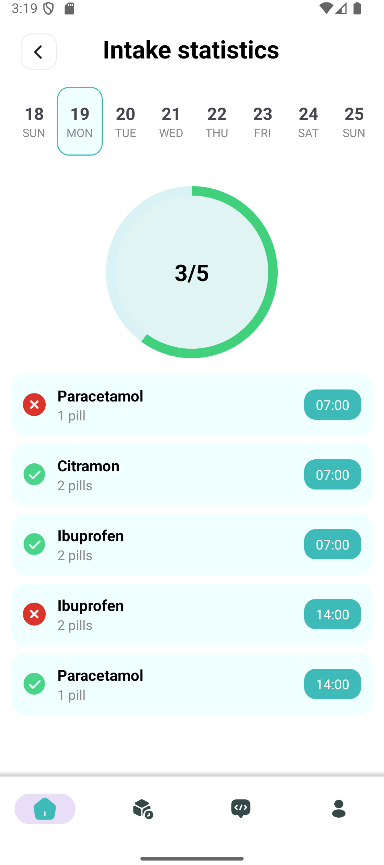 3:19
Intake statistics
18 19 20 21 22 23 24 25
SUN MON TUE WED THU FRI SAT SUN
3/5
Paracetamol
1 pill
07:00
Citramon
2 pills
07:00
Ibuprofen
2 pills
07:00
Ibuprofen
2 pills
14:00
Paracetamol
1 pill
14:00